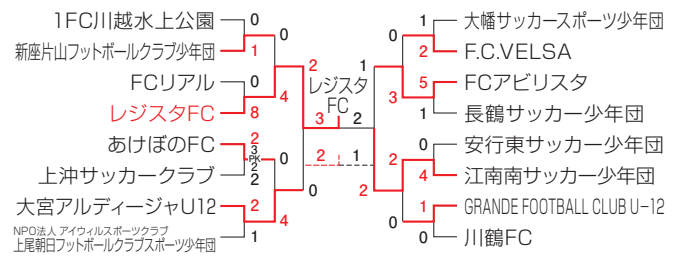 1FC川越水上公園
新座片山フットボールクラブ少年団
FCリアル
レジスタFC
あけぼのFC
上沖サッカークラブ
大宮アルディージャU12
NPO法人 アイウィルスポーツクラブ
上尾朝日フットボールクラブスポーツ少年団
0
1
0
8
2
3
PK
2
2
2
1
0
4
0
4
2
0
レジスタ
FC
3
2
2
1
1
2
0
3
2
0
1
2
5
1
0
4
1
0
大幡サッカースポーツ少年団
F.C.VELSA
FCアビリスタ
長鶴サッカー少年団
安行東サッカー少年団
江南南サッカー少年団
GRANDE FOOTBALL CLUB U-12
川鶴FC